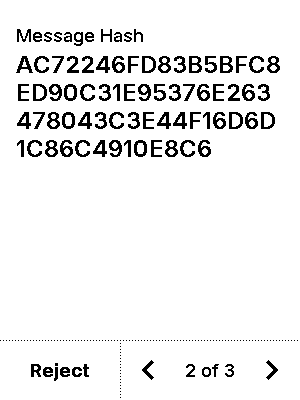 Message Hash
AC72246FD83B5BFC8
ED90C31E95376E263
478043C3E44F16D6D
1C86C4910E8C6
Reject
2 of 3